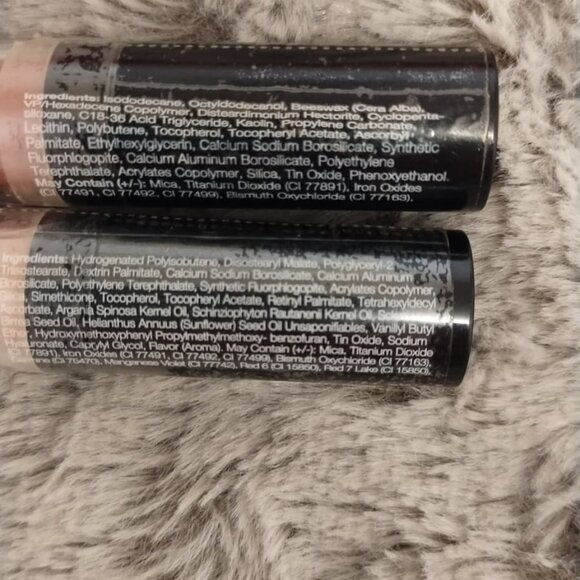 Ingredients: Isododecane, Octyldodecanol, Beeswax (Cera Alba),
VP/Hexadecene Copolymer, Disteardimonium Hectorite, Cyclopenta-
siloxane, C18-36 Acid Triglyceride, Kaolin, Propylene Carbonate,
Lecithin, Polybutene, Tocopherol, Tocopheryl Acetate, Ascorbyl
Palmitate, Ethylhexylglycerin, Calcium Sodium Borosilicate, Synthetic
Fluorphlogopite, Calcium Aluminum Borosilicate, Polyethylene
Terephthalate, Acrylates Copolymer, Silica, Tin Oxide, Phenoxyethanol.
May Contain (+/-): Mica, Titanium Dioxide (CI 77891), Iron Oxides
(CI 77491, CI 77492, CI 77499), Bismuth Oxychloride (CI 77163).
Ingredients: Hydrogenated Polyisobutene, Diisostearyl Malate, Polyglyceryl-2
Triisostearate, Dextrin Palmitate, Calcium Sodium Borosilicate, Calcium Aluminum
Borosilicate, Polyethylene Terephthalate, Synthetic Fluorphlogopite, Acrylates Copolymer,
Silica, Simethicone, Tocopherol, Tocopheryl Acetate, Retinyl Palmitate, Tetrahexyldecyl
Ascorbate, Argania Spinosa Kernel Oil, Schinziophyton Rautanenii Kernel Oil,
Birrea Seed Oil, Helianthus Annuus (Sunflower) Seed Oil Unsaponifiables, Vanillyl Butyl
Ether, Hydroxymethoxyphenyl Propylmethylmethoxy- benzofuran, Tin Oxide, Sodium
Hyaluronate, Caprylyl Glycol, Flavor (Aroma). May Contain (+/-): Mica, Titanium Dioxide
(CI 77891), Iron Oxides (CI 77491, CI 77492, CI 77499), Bismuth Oxychloride (CI 77163),
Carmine (CI 75470), Manganese Violet (CI 77742), Red 6 (CI 15850), Red 7 Lake (CI 15850).